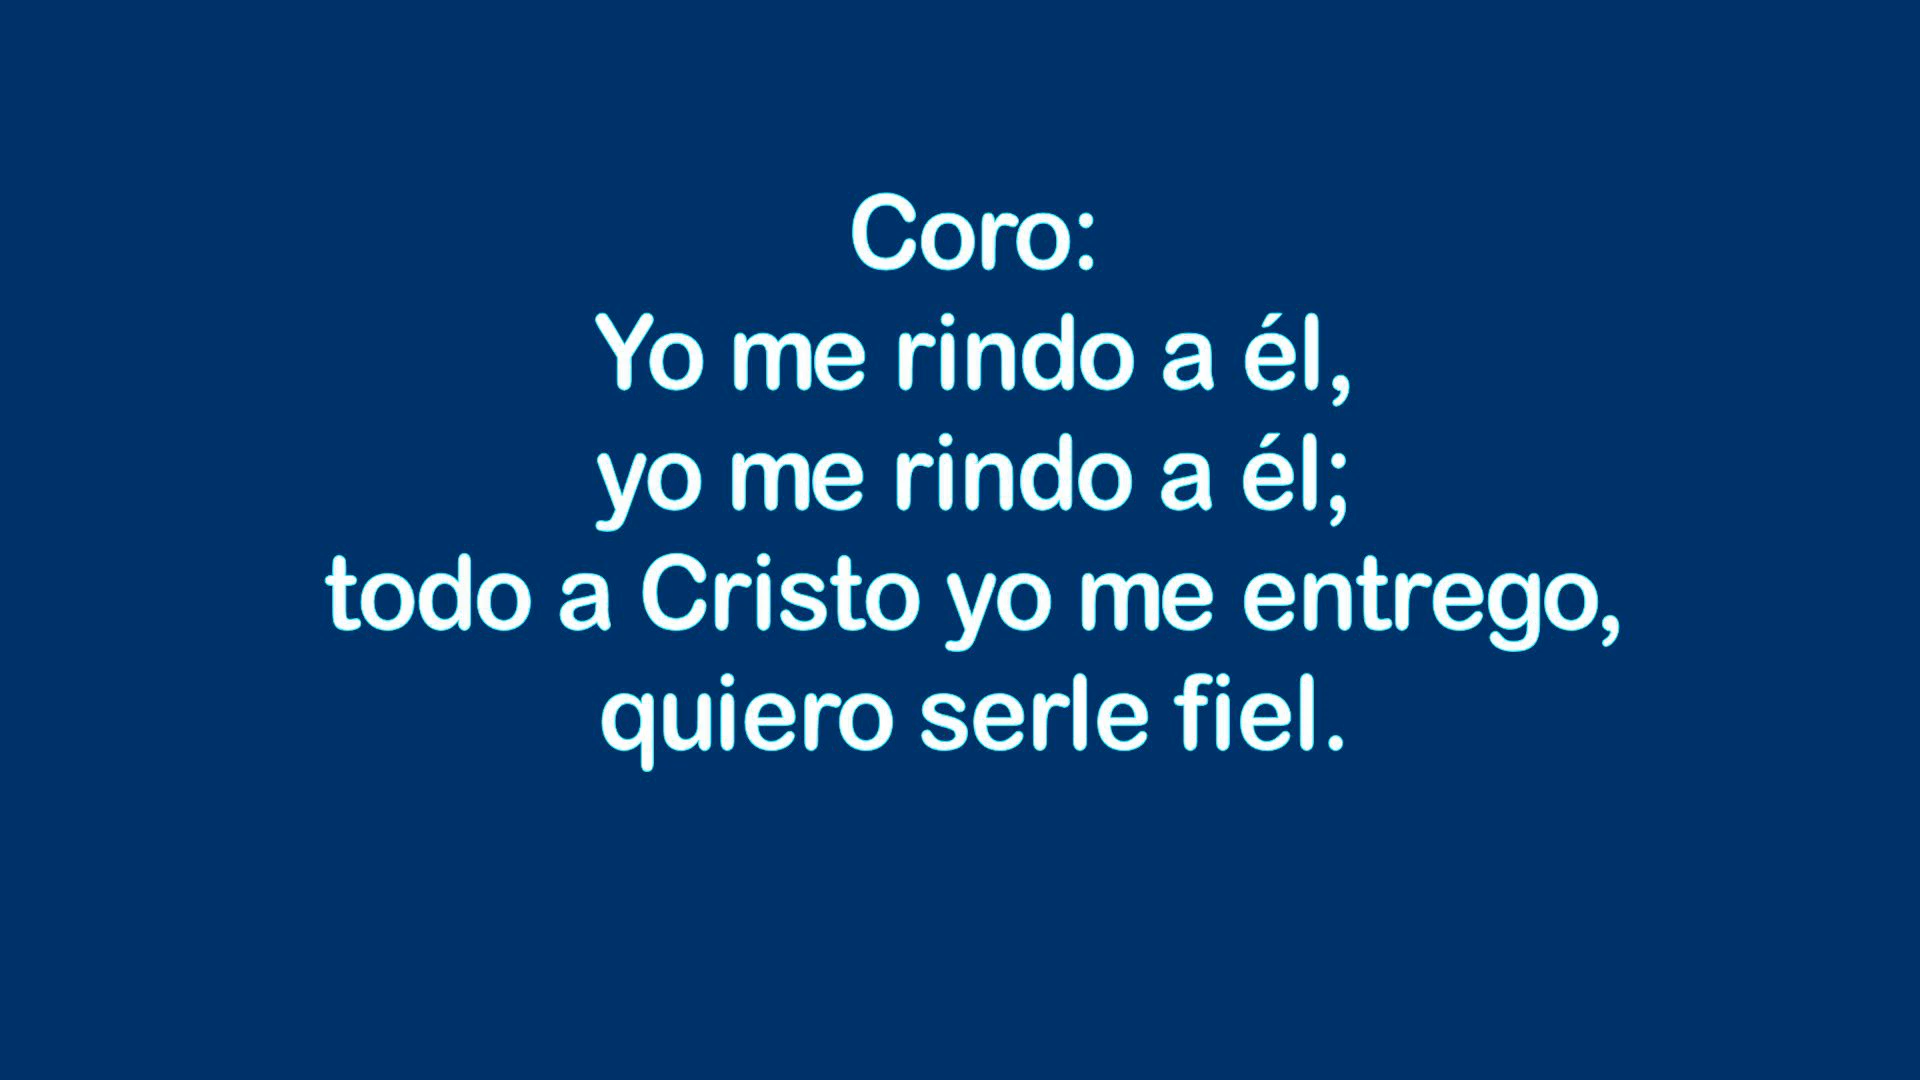 Coro:
Yo me rindo a él,
yo me rindo a él;
todo a Cristo yo me entrego,
quiero serle fiel.